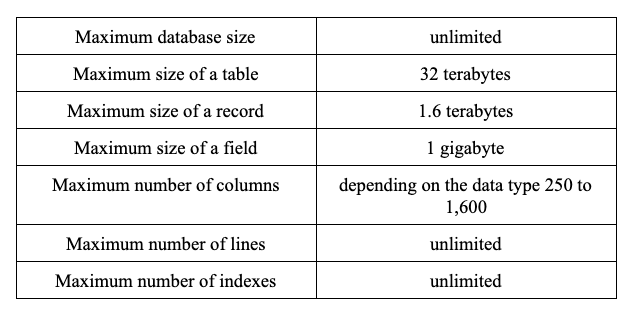 Maximum database size unlimited
Maximum size of a table 32 terabytes
Maximum size of a record 1.6 terabytes
Maximum size of a field 1 gigabyte
Maximum number of columns depending on the data type 250 to
1,600
Maximum number of lines unlimited
Maximum number of indexes unlimited